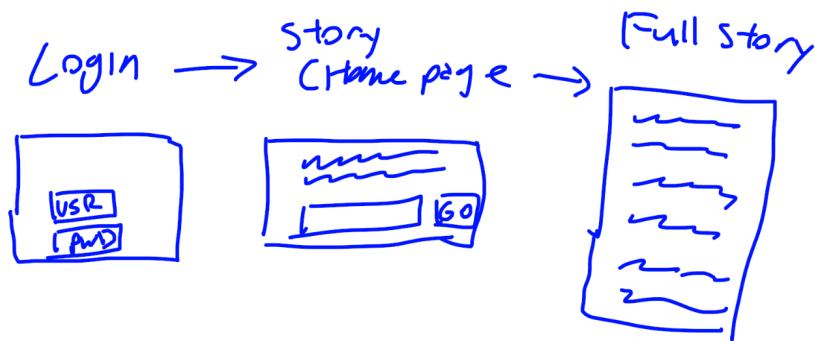 Login
Story
(Home page
Full story
USR
PWD
GO